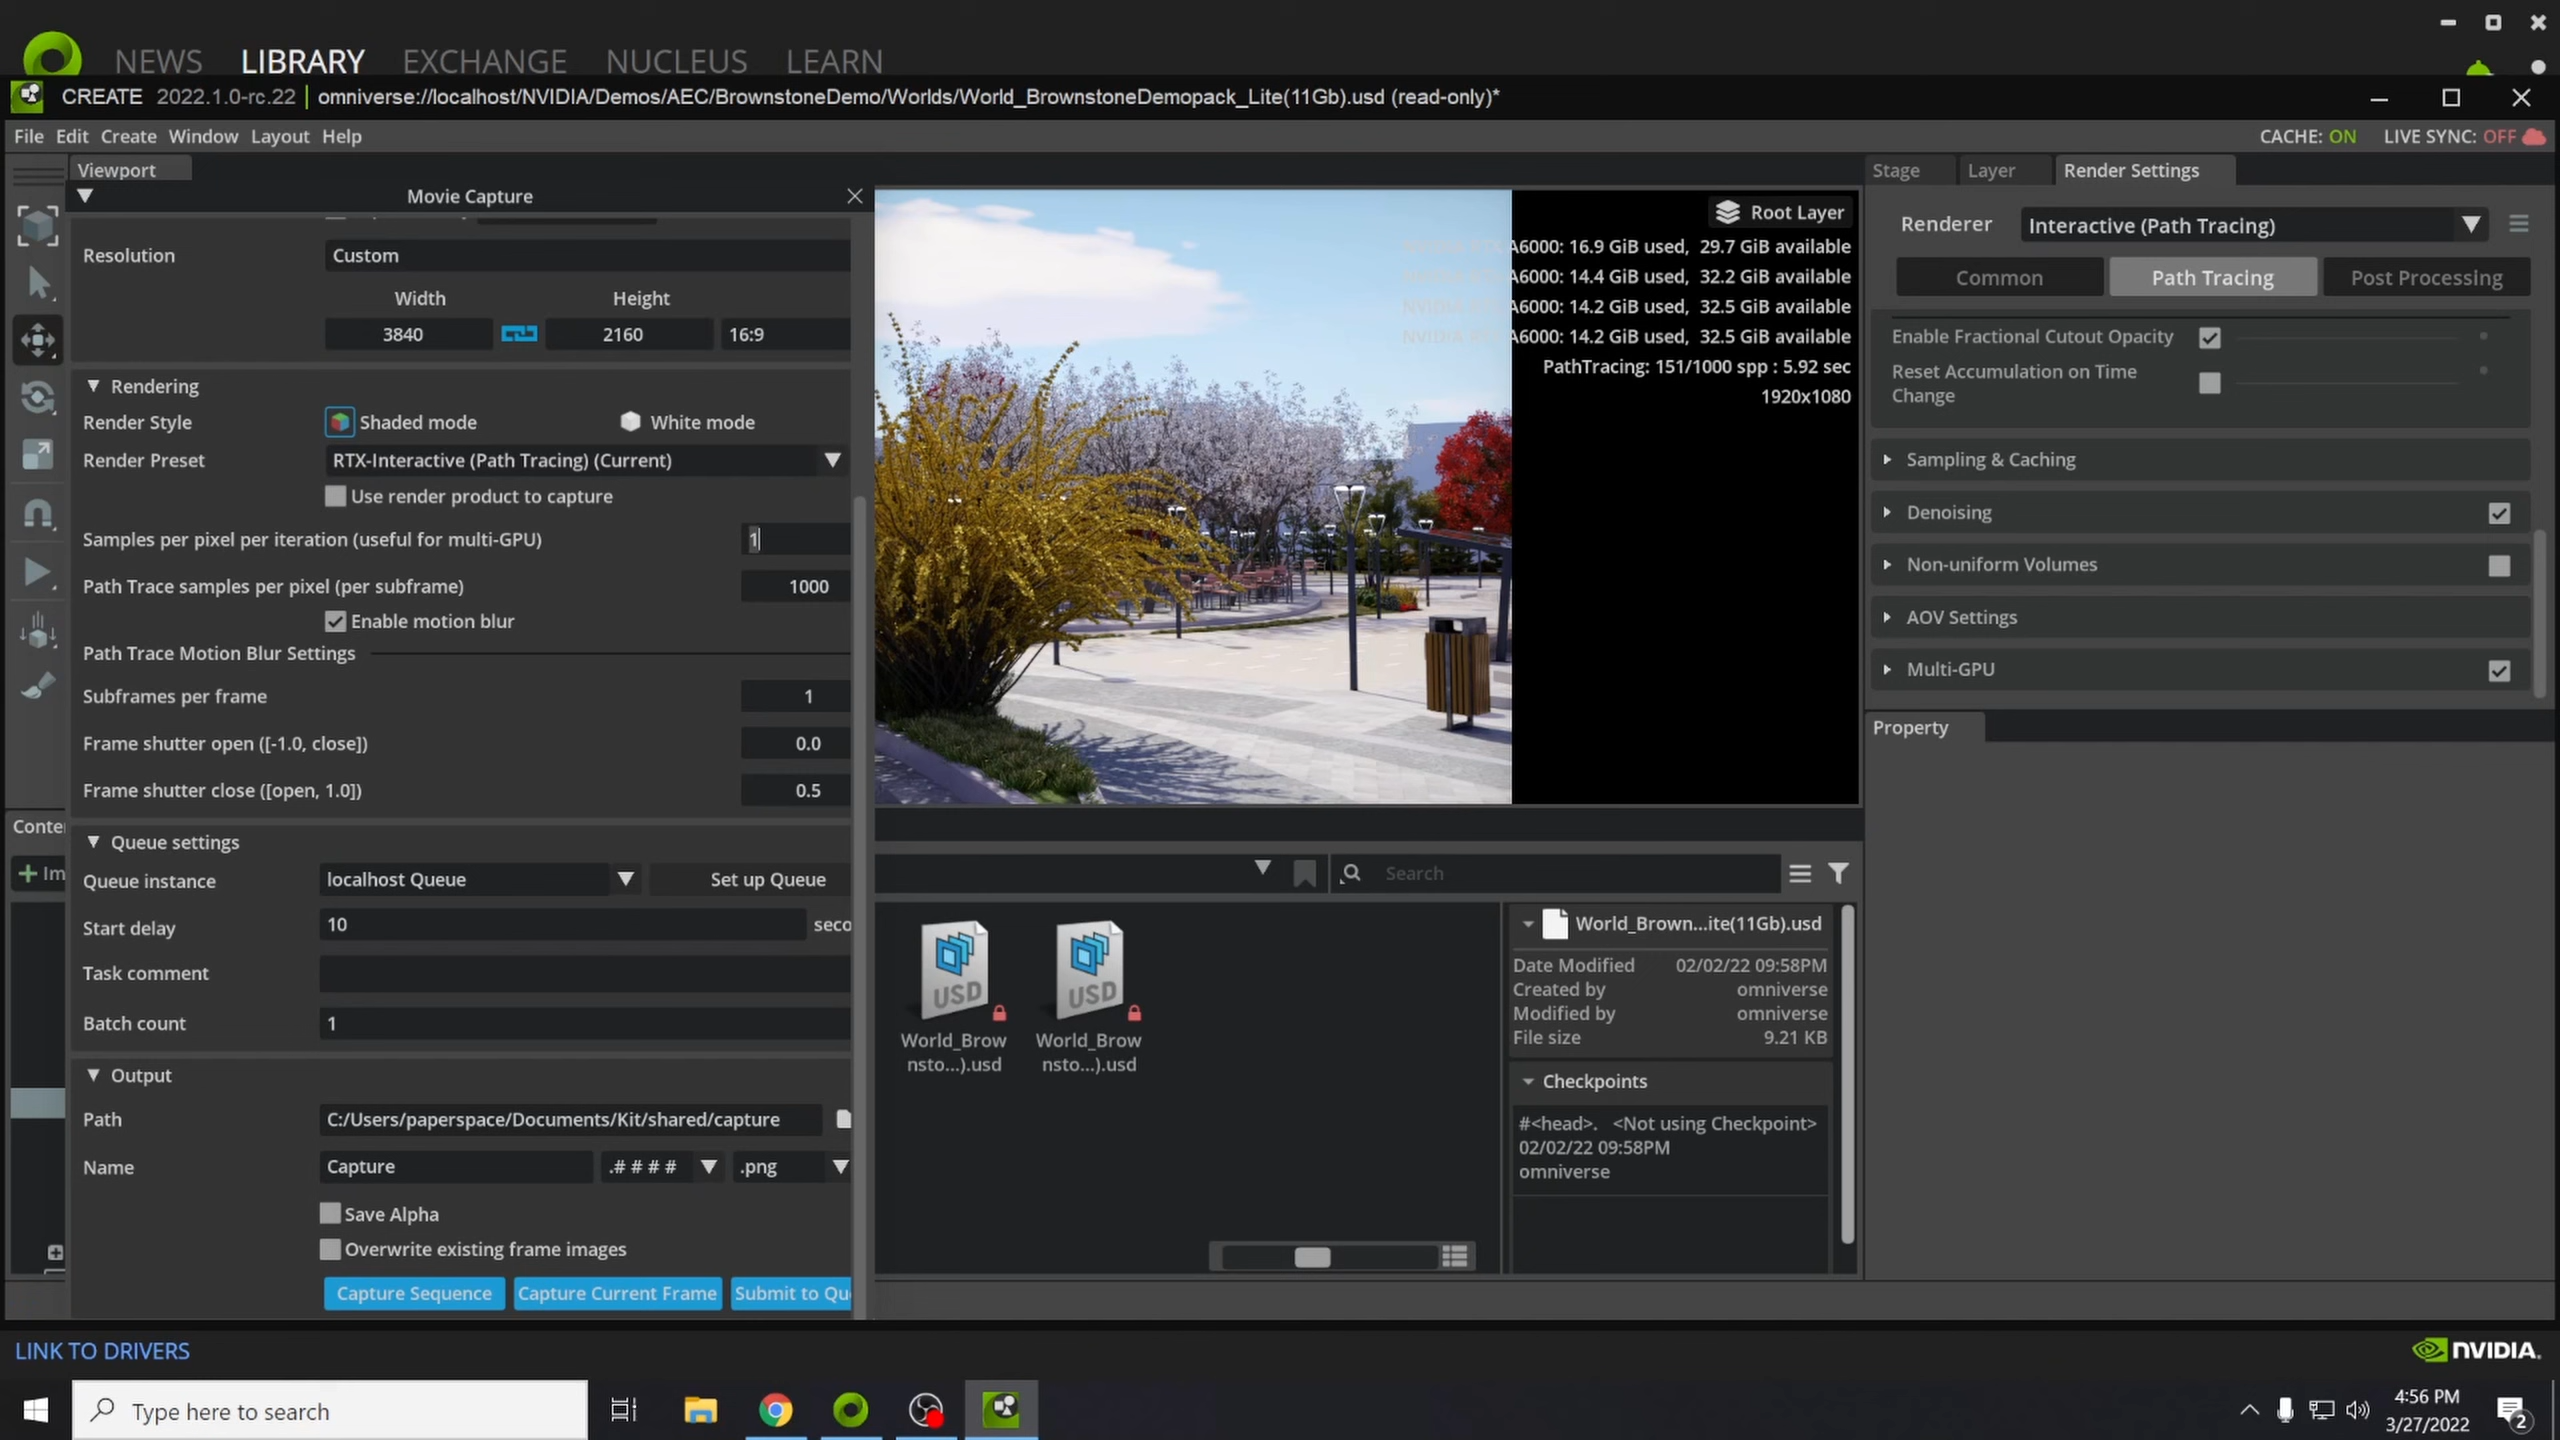 NEWS LIBRARY EXCHANGE NUCLEUS LEARN
CREATE 2022.1.0-rc.22 | omniverse://localhost/NVIDIA/Demos/AEC/BrownstoneDemo/Worlds/World_BrownstoneDemopack_Lite(11Gb).usd (read-only)*
File Edit Create Window Layout Help
CACHE: ON LIVE SYNC: OFF
Viewport
Movie Capture
Resolution Custom
Width Height
3840 2160 16:9
Rendering
Render Style Shaded mode White mode
Render Preset RTX-Interactive (Path Tracing) (Current)
Use render product to capture
Samples per pixel per iteration (useful for multi-GPU) 1
Path Trace samples per pixel (per subframe) 1000
Enable motion blur
Path Trace Motion Blur Settings
Subframes per frame 1
Frame shutter open ([-1.0, close]) 0.0
Frame shutter close ([open, 1.0]) 0.5
Queue settings
Queue instance localhost Queue Set up Queue
Start delay 10 seco
Task comment
Batch count 1
Output
Path C:/Users/paperspace/Documents/Kit/shared/capture
Name Capture .# # # # .png
Save Alpha
Overwrite existing frame images
Capture Sequence Capture Current Frame Submit to Qu
Root Layer
A6000: 16.9 GiB used, 29.7 GiB available
A6000: 14.4 GiB used, 32.2 GiB available
A6000: 14.2 GiB used, 32.5 GiB available
A6000: 14.2 GiB used, 32.5 GiB available
PathTracing: 151/1000 spp : 5.92 sec
1920x1080
Stage Layer Render Settings
Renderer Interactive (Path Tracing)
Common Path Tracing Post Processing
Enable Fractional Cutout Opacity
Reset Accumulation on Time
Change
Sampling & Caching
Denoising
Non-uniform Volumes
AOV Settings
Multi-GPU
Property
Conte
+ Im
Search
USD USD
World_Brow
nsto...).usd
World_Brow
nsto...).usd
World_Brown...ite(11Gb).usd
Date Modified 02/02/22 09:58PM
Created by omniverse
Modified by omniverse
File size 9.21 KB
Checkpoints
#<head>. <Not using Checkpoint>
02/02/22 09:58PM
omniverse
LINK TO DRIVERS
NVIDIA.
Type here to search
4:56 PM
3/27/2022
2